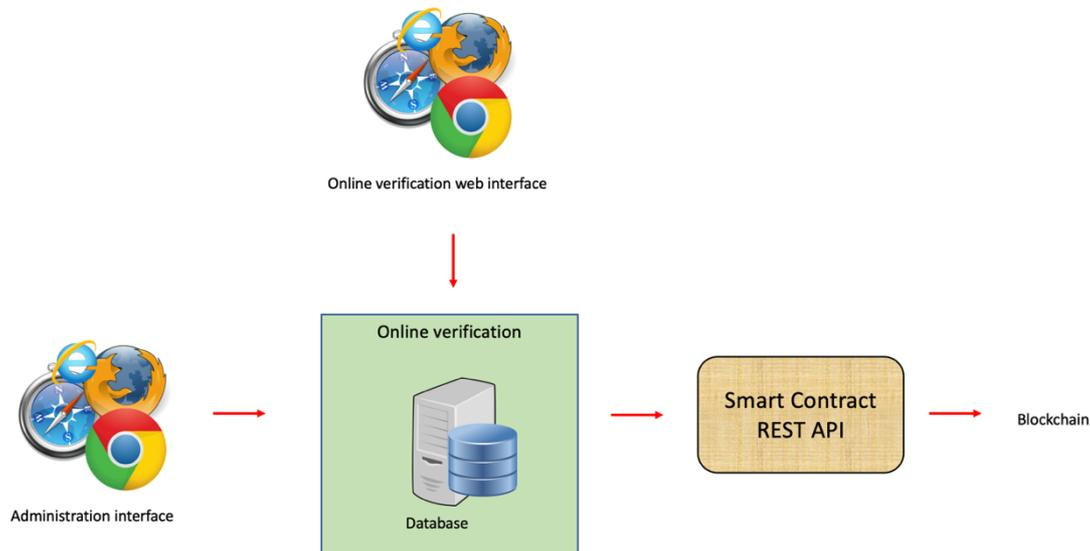 Online verification web interface
Online verification
Smart Contract
REST API
Blockchain
Database
Administration interface